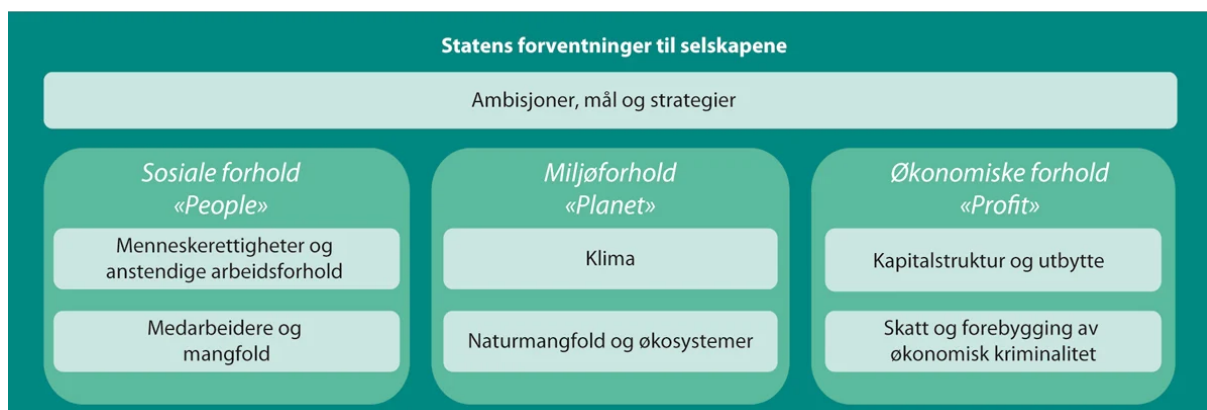 Statens forventninger til selskapene
Ambisjoner, mål og strategier
Sosiale forhold
«People»
Menneskerettigheter og
anstendige arbeidsforhold
Medarbeidere og
mangfold
Miljøforhold
«Planet»
Klima
Naturmangfold og økosystemer
Økonomiske forhold
«Profit»
Kapitalstruktur og utbytte
Skatt og forebygging av
økonomisk kriminalitet